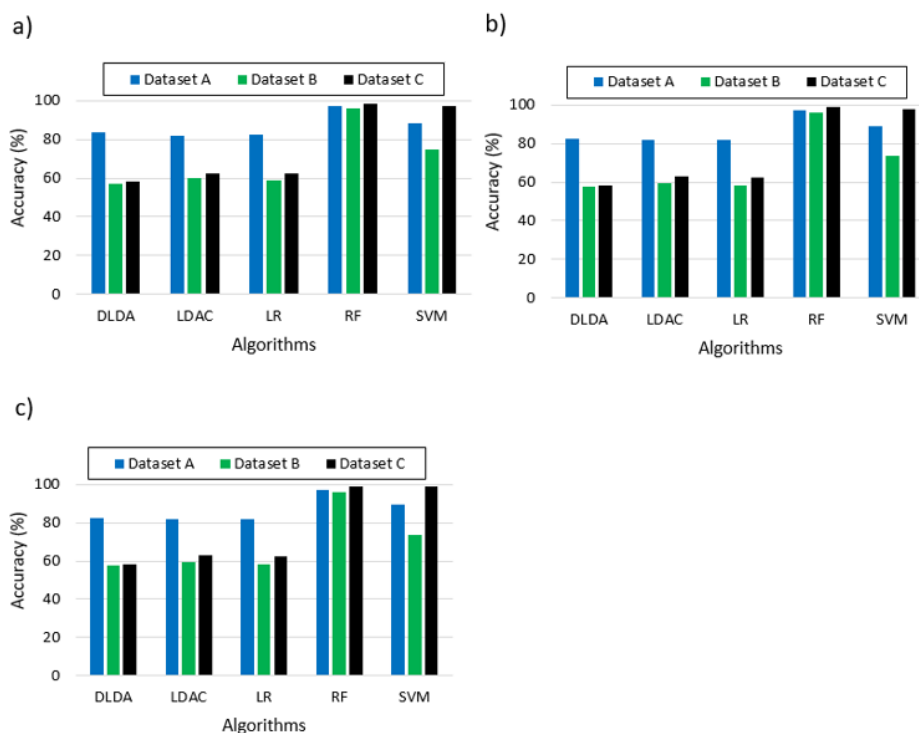 a)
Dataset A Dataset B Dataset C
100
80
60
40
20
0
Accuracy (%)
DLDA LDAC LR RF SVM
Algorithms
b)
Dataset A Dataset B Dataset C
100
80
60
40
20
0
Accuracy (%)
DLDA LDAC LR RF SVM
Algorithms
c)
Dataset A Dataset B Dataset C
100
80
60
40
20
0
Accuracy (%)
DLDA LDAC LR RF SVM
Algorithms